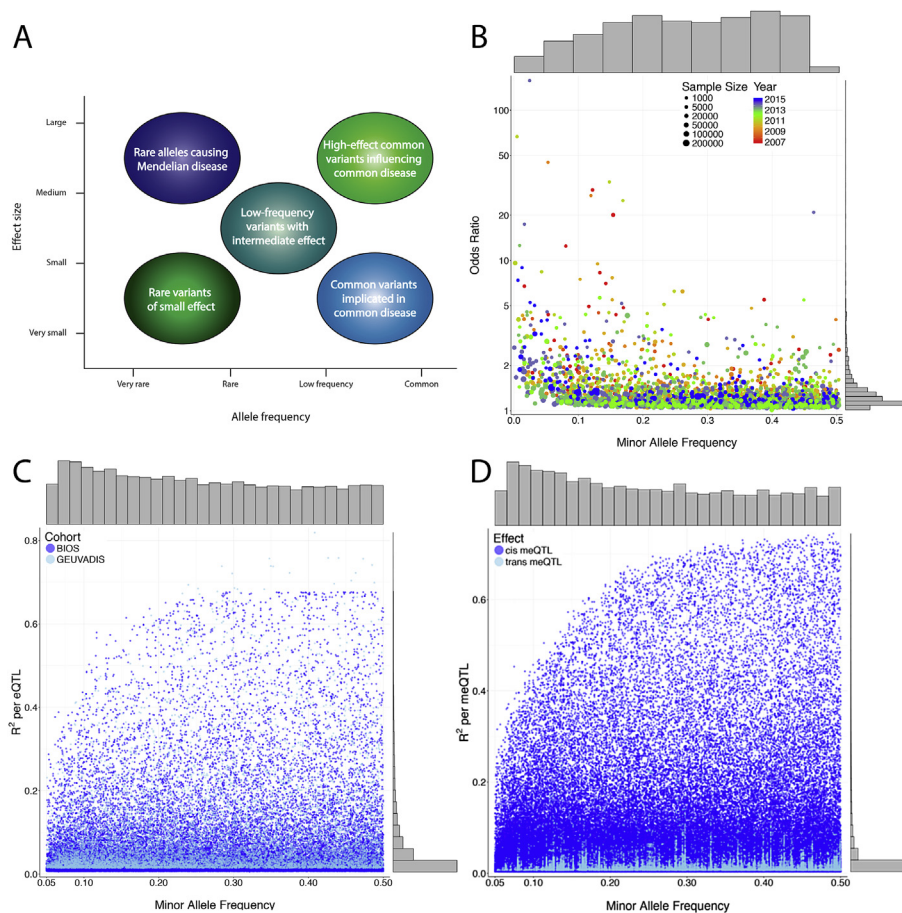 A
Effect size
Large
Medium
Small
Very small
Rare alleles causing
Mendelian disease
High-effect common
variants influencing
common disease
Low-frequency
variants with
intermediate effect
Rare variants
of small effect
Common variants
implicated in
common disease
Very rare
Rare
Low frequency
Common
Allele frequency
B
Sample Size
1000
5000
20000
50000
100000
200000
Year
2015
2013
2011
2009
2007
Odds Ratio
100
50
20
10
5
2
1
0.0
0.1
0.2
0.3
0.4
0.5
Minor Allele Frequency
C
Cohort
BIOS
GEUVADIS
R² per eQTL
0.8
0.6
0.4
0.2
0.0
0.05
0.10
0.20
0.30
0.40
0.50
Minor Allele Frequency
D
Effect
cis meQTL
trans meQTL
R² per meQTL
0.6
0.4
0.2
0.0
0.05
0.10
0.20
0.30
0.40
0.50
Minor Allele Frequency